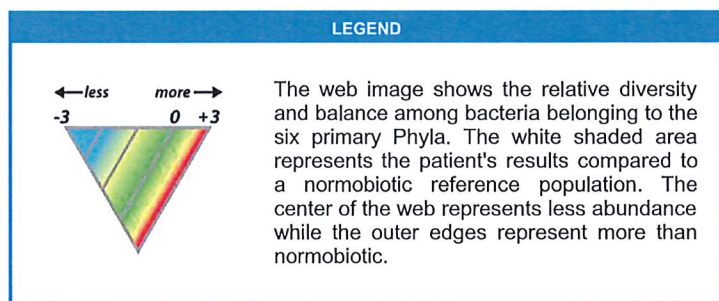 LEGEND
less more
-3 0 +3
The web image shows the relative diversity
and balance among bacteria belonging to the
six primary Phyla. The white shaded area
represents the patient's results compared to
a normobiotic reference population. The
center of the web represents less abundance
while the outer edges represent more than
normobiotic.